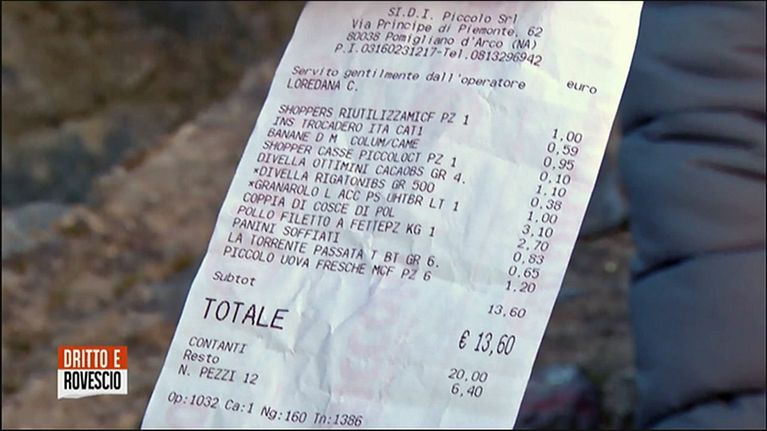 SI.D.I. Piccolo Srl
Via Principe di Piemonte, 62
80038 Pomigliano d'Arco (NA)
P.I.03160231217-Tel.0813296942
Servito gentilmente dall'operatore euro
LOREDANA C.
SHOPPERS RIUTILIZZAMICF PZ 1 1,00
INS TROCADERO ITA CAT1 0,59
BANANE D M COLUM/CAME 0,95
SHOPPER CASSE PICCOLOCT PZ 1 0,10
DIVELLA OTTIMINI CACAOBS GR 4. 1,10
*DIVELLA RIGATONIBS GR 500 0,38
*GRANAROLO L ACC PS UHTBR LT 1 1,00
COPPIA DI COSCE DI POL 3,10
POLLO FILETTO A FETTEPZ KG 1 2,70
PANINI SOFFIATI 0,83
LA TORRENTE PASSATA T BT GR 6. 0,65
PICCOLO UOVA FRESCHE MCF PZ 6 1,20
Subtot 13,60
TOTALE € 13,60
CONTANTI 20,00
Resto 6,40
N. PEZZI 12
Op:1032 Ca:1 Ng:160 Tn:1386
DRITTO E
ROVESCIO